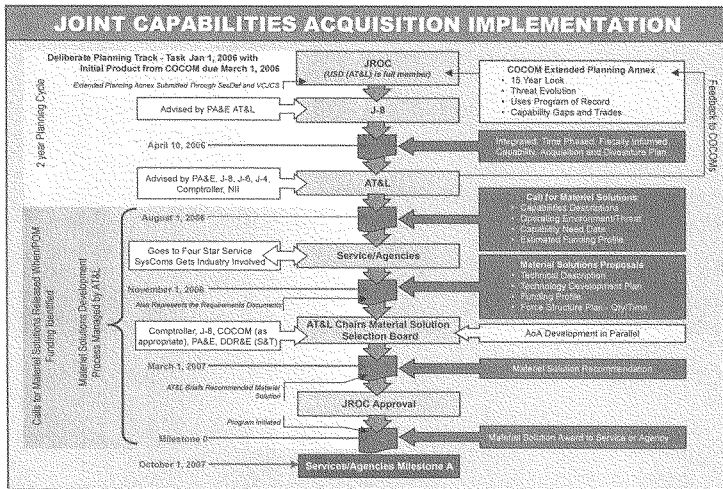 JOINT CAPABILITIES ACQUISITION IMPLEMENTATION
Deliberate Planning Track - Task Jan 1, 2006 with
Initial Product from COCOM due March 1, 2006
Extended Planning Annex Submitted Through SecDef and VCJCS
JROC
(USD (AT&L) is full member)
COCOM Extended Planning Annex
• 15 Year Look
• Threat Evolution
• Uses Program of Record
• Capability Gaps and Trades
Feedback to COCOMs
2 year Planning Cycle
Advised by PA&E AT&L
J-8
April 10, 2006
Integrated, Time Phased, Fiscally Informed
Capability, Acquisition and Divestiture Plan
Advised by PA&E, J-8, J-6, J-4,
Comptroller, NII
AT&L
August 1, 2006
Call for Material Solutions
• Capabilities Descriptions
• Operating Environment/Threat
• Capability Need Date
• Estimated Funding Profile
Goes to Four Star Service
SysComs Gets Industry Involved
Service/Agencies
November 1, 2006
Also Represents the Requirements Documents
Material Solutions Proposals
• Technical Description
• Technology Development Plan
• Funding Profile
• Force Structure Plan - Outline
Calls for Material Solutions Released When POM
Funding Identified
Material Solutions Development
Process Managed by AT&L
Comptroller, J-8, COCOM (as
appropriate), PA&E, DDR&E (S&T)
AT&L Chairs Material Solution
Selection Board
AoA Development in Parallel
March 1, 2007
Material Solution Recommendation
AT&L Briefs Recommended Material
Solution
JROC Approval
Program Initiated
Milestone 0
Material Solution Award to Service or Agency
October 1, 2007
Services/Agencies Milestone A